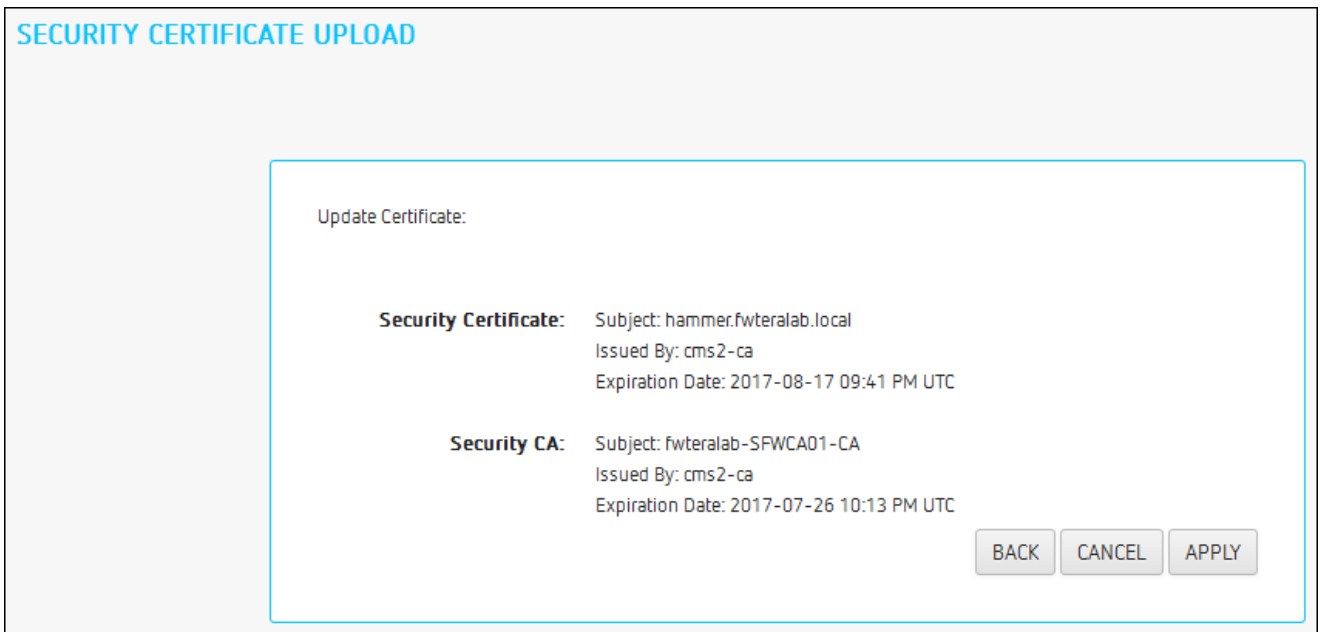 SECURITY CERTIFICATE UPLOAD
Update Certificate:
Security Certificate: Subject: hammer.fwteralab.local
Issued By: cms2-ca
Expiration Date: 2017-08-17 09:41 PM UTC
Security CA: Subject: fwteralab-SFWCA01-CA
Issued By: cms2-ca
Expiration Date: 2017-07-26 10:13 PM UTC
BACK CANCEL APPLY